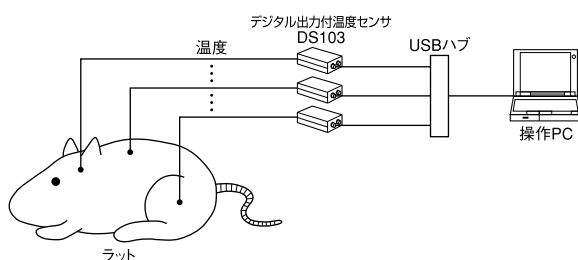 デジタル出力付温度センサ
DS103
温度
USBハブ
操作PC
ラット